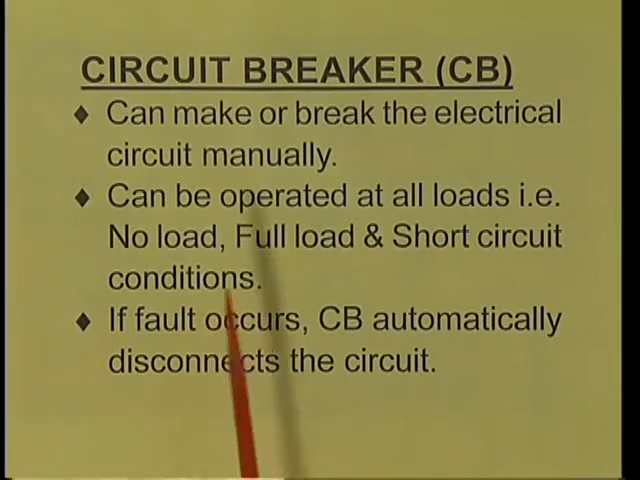 CIRCUIT BREAKER (CB)
♦ Can make or break the electrical
circuit manually.
♦ Can be operated at all loads i.e.
No load, Full load & Short circuit
conditions.
♦ If fault occurs, CB automatically
disconnects the circuit.